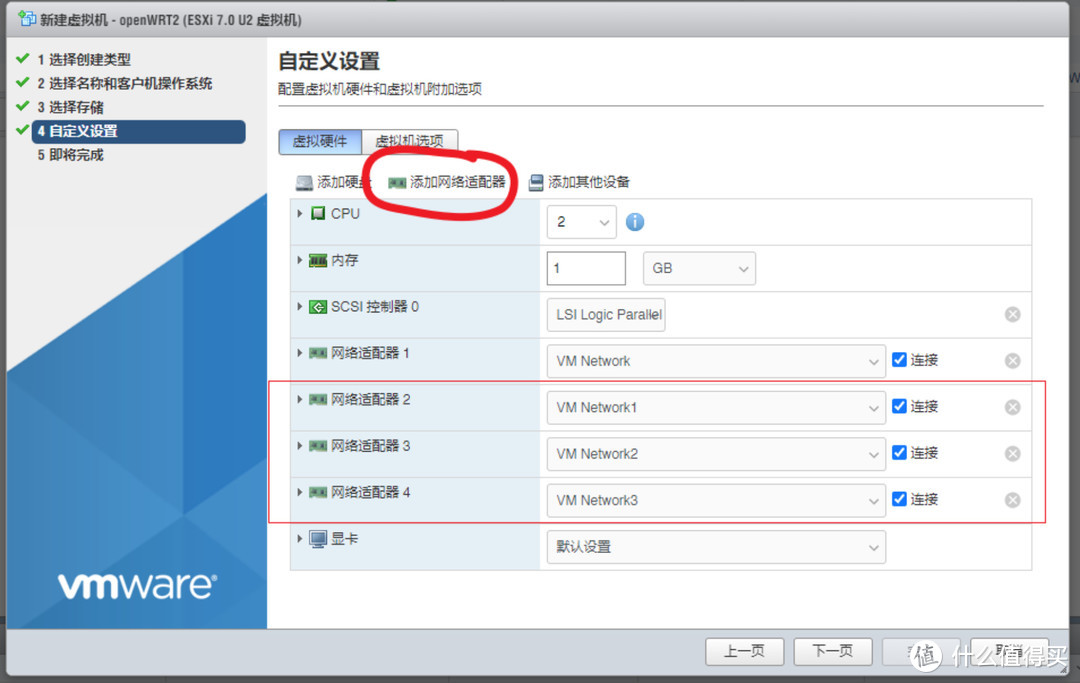 新建虚拟机 - openWRT2 (ESXi 7.0 U2 虚拟机)
1 选择创建类型
2 选择名称和客户机操作系统
3 选择存储
4 自定义设置
5 即将完成
自定义设置
配置虚拟机硬件和虚拟机附加选项
虚拟硬件 虚拟机选项
添加硬盘 添加网络适配器 添加其他设备
CPU 2
内存 1 GB
SCSI 控制器 0 LSI Logic Parallel
网络适配器 1 VM Network 连接
网络适配器 2 VM Network1 连接
网络适配器 3 VM Network2 连接
网络适配器 4 VM Network3 连接
显卡 默认设置
vmware®
上一页 下一页 取消
值 什么值得买